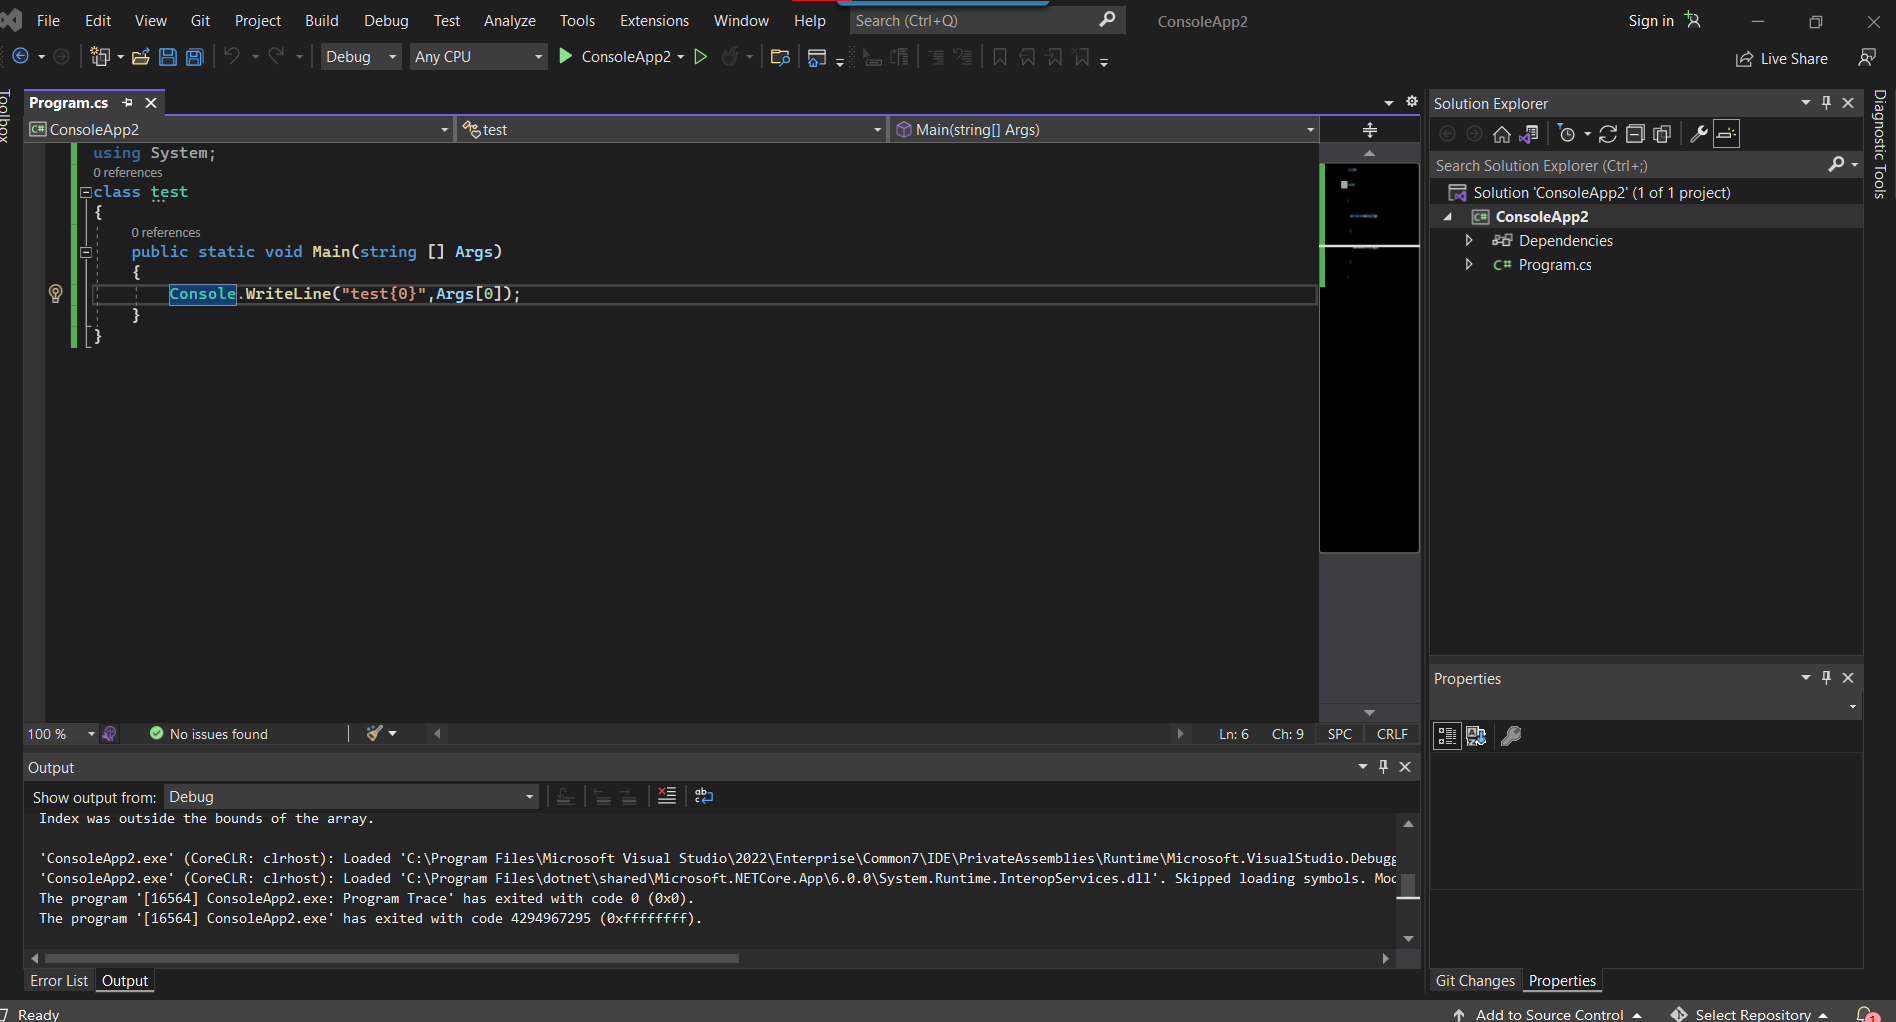 File Edit View Git Project Build Debug Test Analyze Tools Extensions Window Help Search (Ctrl+Q) ConsoleApp2 Sign in
Debug Any CPU ConsoleApp2 Live Share
Toolbox
Program.cs
ConsoleApp2 test Main(string[] Args)
using System;
0 references
class test
{
0 references
public static void Main(string [] Args)
{
Console.WriteLine("test{0}",Args[0]);
}
}
100 % No issues found Ln: 6 Ch: 9 SPC CRLF
Output
Show output from: Debug
Index was outside the bounds of the array.
'ConsoleApp2.exe' (CoreCLR: clrhost): Loaded 'C:\Program Files\Microsoft Visual Studio\2022\Enterprise\Common7\IDE\PrivateAssemblies\Runtime\Microsoft.VisualStudio.Debugg
'ConsoleApp2.exe' (CoreCLR: clrhost): Loaded 'C:\Program Files\dotnet\shared\Microsoft.NETCore.App\6.0.0\System.Runtime.InteropServices.dll'. Skipped loading symbols. Mod
The program '[16564] ConsoleApp2.exe: Program Trace' has exited with code 0 (0x0).
The program '[16564] ConsoleApp2.exe' has exited with code 4294967295 (0xffffffff).
Error List Output
Solution Explorer
Search Solution Explorer (Ctrl+;)
Solution 'ConsoleApp2' (1 of 1 project)
C# ConsoleApp2
Dependencies
C# Program.cs
Properties
Git Changes Properties
Diagnostic Tools
Ready Add to Source Control Select Repository 1